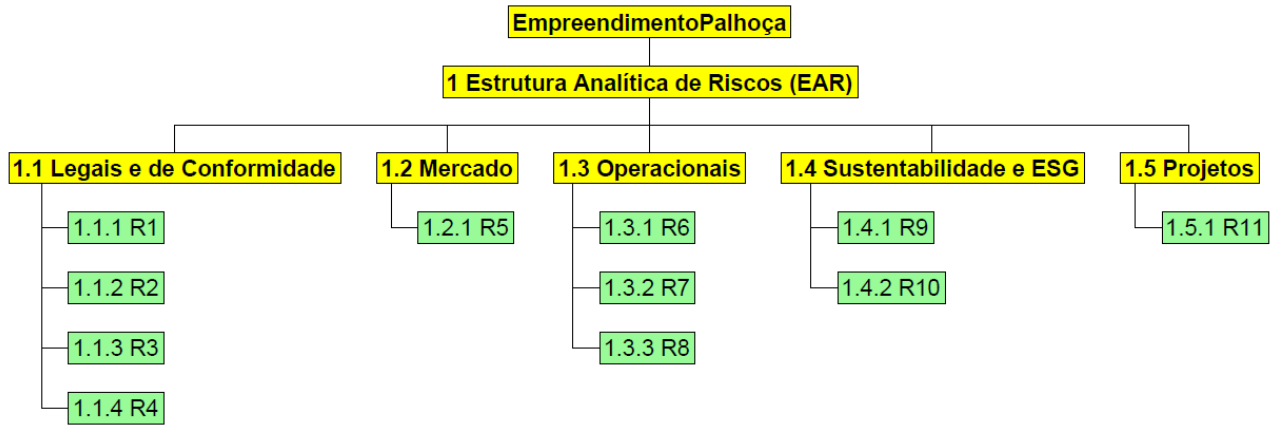 EmpreendimentoPalhoça
1 Estrutura Analítica de Riscos (EAR)
1.1 Legais e de Conformidade
1.1.1 R1
1.1.2 R2
1.1.3 R3
1.1.4 R4
1.2 Mercado
1.2.1 R5
1.3 Operacionais
1.3.1 R6
1.3.2 R7
1.3.3 R8
1.4 Sustentabilidade e ESG
1.4.1 R9
1.4.2 R10
1.5 Projetos
1.5.1 R11